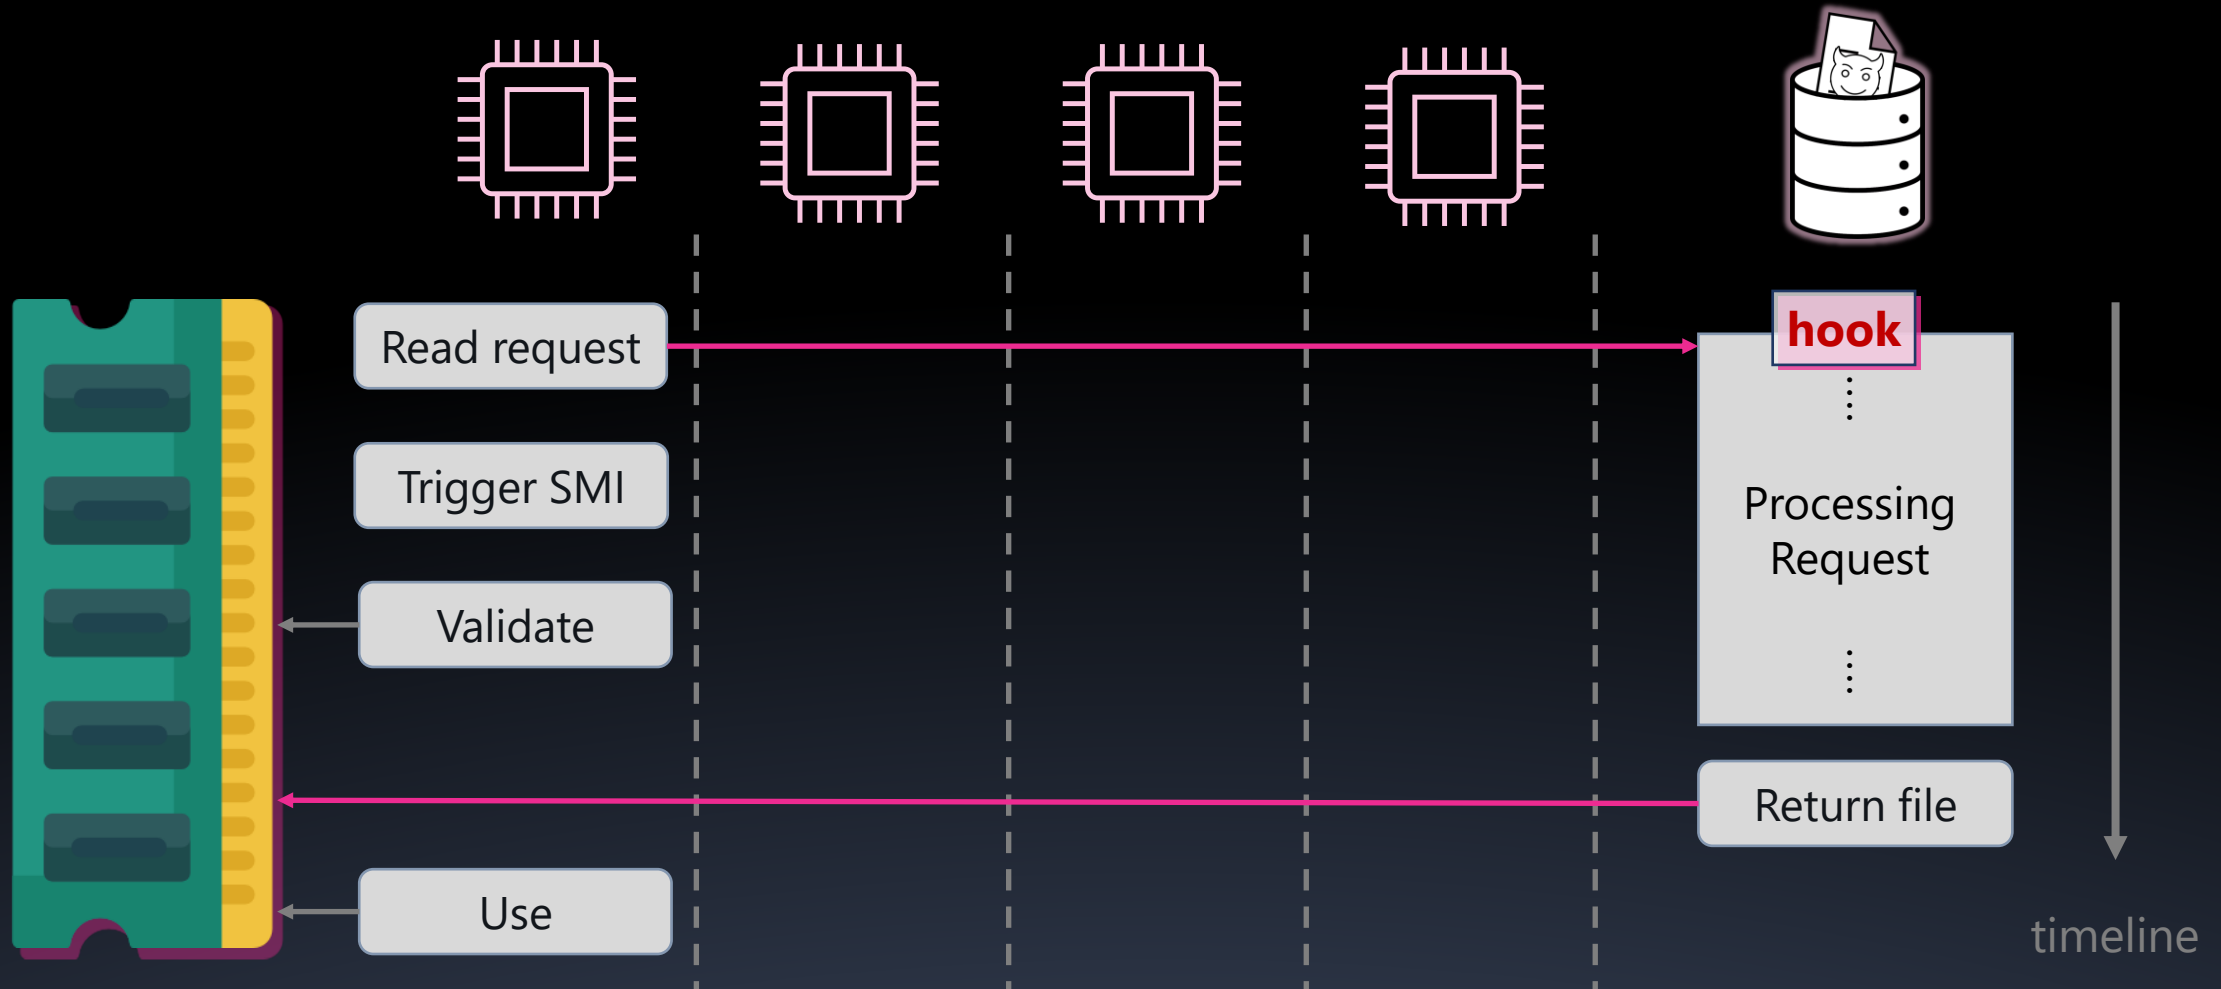 hook
Read request
Trigger SMI
Processing
Request
Validate
Return file
Use
timeline